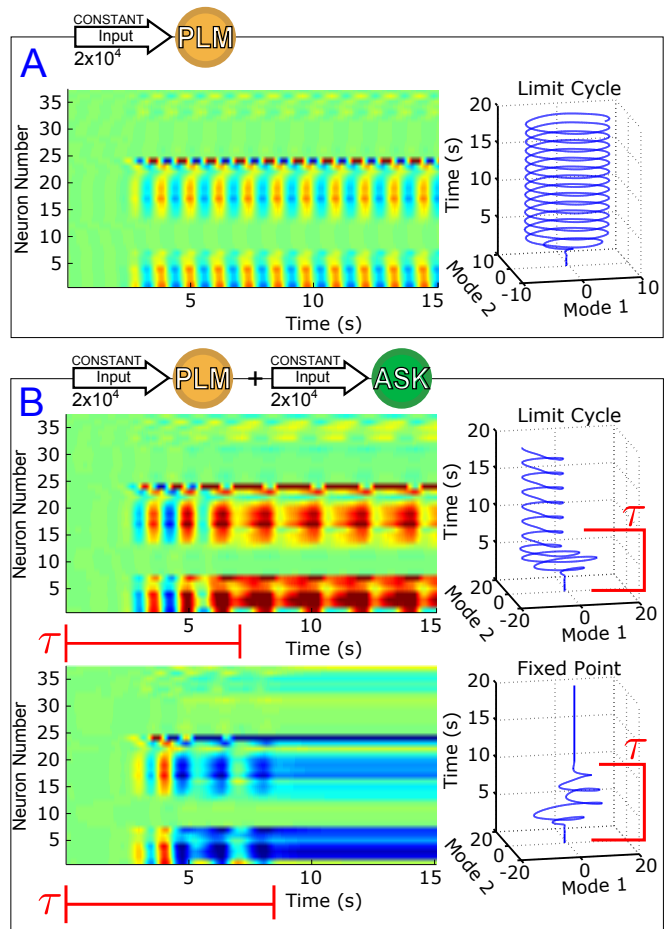 CONSTANT
Input
2x10⁴
PLM
A
Neuron Number
35
30
25
20
15
10
5
5
10
15
Time (s)
Limit Cycle
Time (s)
20
15
10
5
10
0
-10
Mode 2
0
10
Mode 1
CONSTANT
Input
2x10⁴
PLM
+
CONSTANT
Input
2x10⁴
ASK
B
Neuron Number
35
30
25
20
15
10
5
5
10
15
Time (s)
τ
Limit Cycle
Time (s)
20
15
10
5
20
0
-20
Mode 2
0
20
Mode 1
τ
Neuron Number
35
30
25
20
15
10
5
5
10
15
Time (s)
τ
Fixed Point
Time (s)
20
15
10
5
20
0
-20
Mode 2
0
20
Mode 1
τ